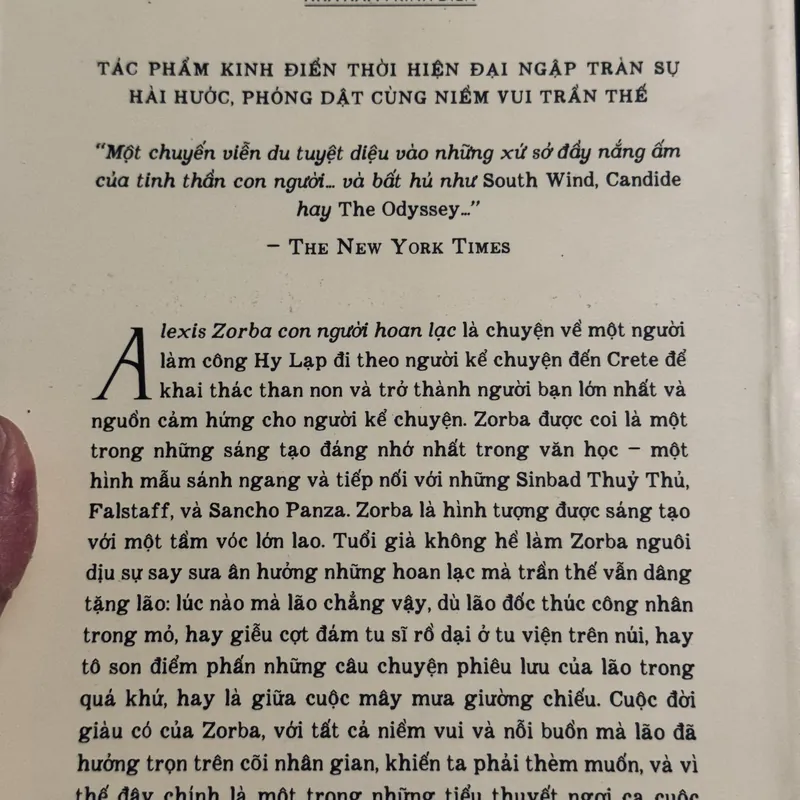 TÁC PHẨM KINH ĐIỂN THỜI HIỆN ĐẠI NGẬP TRÀN SỰ
HÀI HƯỚC, PHÓNG DẬT CÙNG NIỀM VUI TRẦN THẾ
“Một chuyến viễn du tuyệt diệu vào những xứ sở đầy nắng ấm
của tinh thần con người... và bất hủ như South Wind, Candide
hay The Odyssey...”
– THE NEW YORK TIMES
Alexis Zorba con người hoan lạc là chuyện về một người
làm công Hy Lạp đi theo người kể chuyện đến Crete để
khai thác than non và trở thành người bạn lớn nhất và
nguồn cảm hứng cho người kể chuyện. Zorba được coi là một
trong những sáng tạo đáng nhớ nhất trong văn học – một
hình mẫu sánh ngang và tiếp nối với những Sinbad Thuỷ Thủ,
Falstaff, và Sancho Panza. Zorba là hình tượng được sáng tạo
với một tầm vóc lớn lao. Tuổi già không hề làm Zorba nguôi
dịu sự say sưa ân hưởng những hoan lạc mà trần thế vẫn dâng
tặng lão: lúc nào mà lão chẳng vậy, dù lão đốc thúc công nhân
trong mỏ, hay giễu cợt đám tu sĩ rồ dại ở tu viện trên núi, hay
tô son điểm phấn những câu chuyện phiêu lưu của lão trong
quá khứ, hay là giữa cuộc mây mưa giường chiếu. Cuộc đời
giàu có của Zorba, với tất cả niềm vui và nỗi buồn mà lão đã
hưởng trọn trên cõi nhân gian, khiến ta phải thèm muốn, và vì
thế đây chính là một trong những tiểu thuyết ngợi ca cuộc